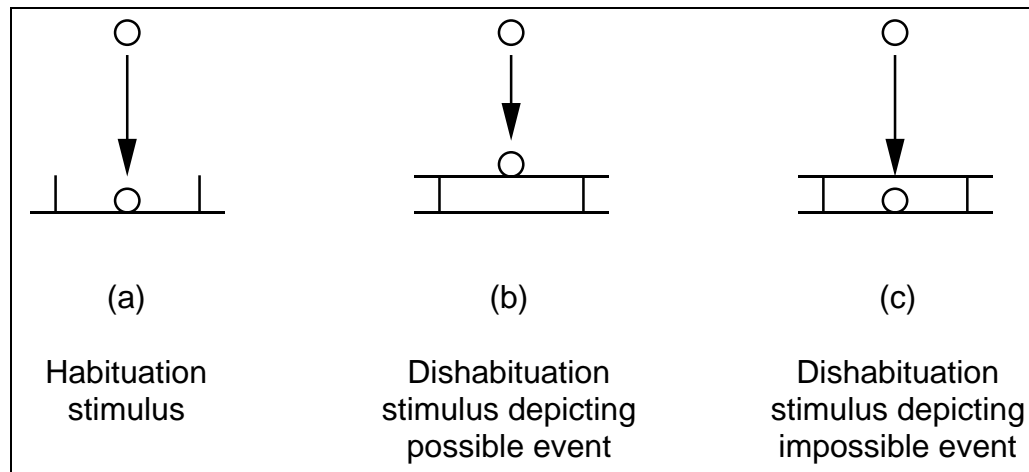 (a)
(b)
(c)
Habituation
stimulus
Dishabituation
stimulus depicting
possible event
Dishabituation
stimulus depicting
impossible event